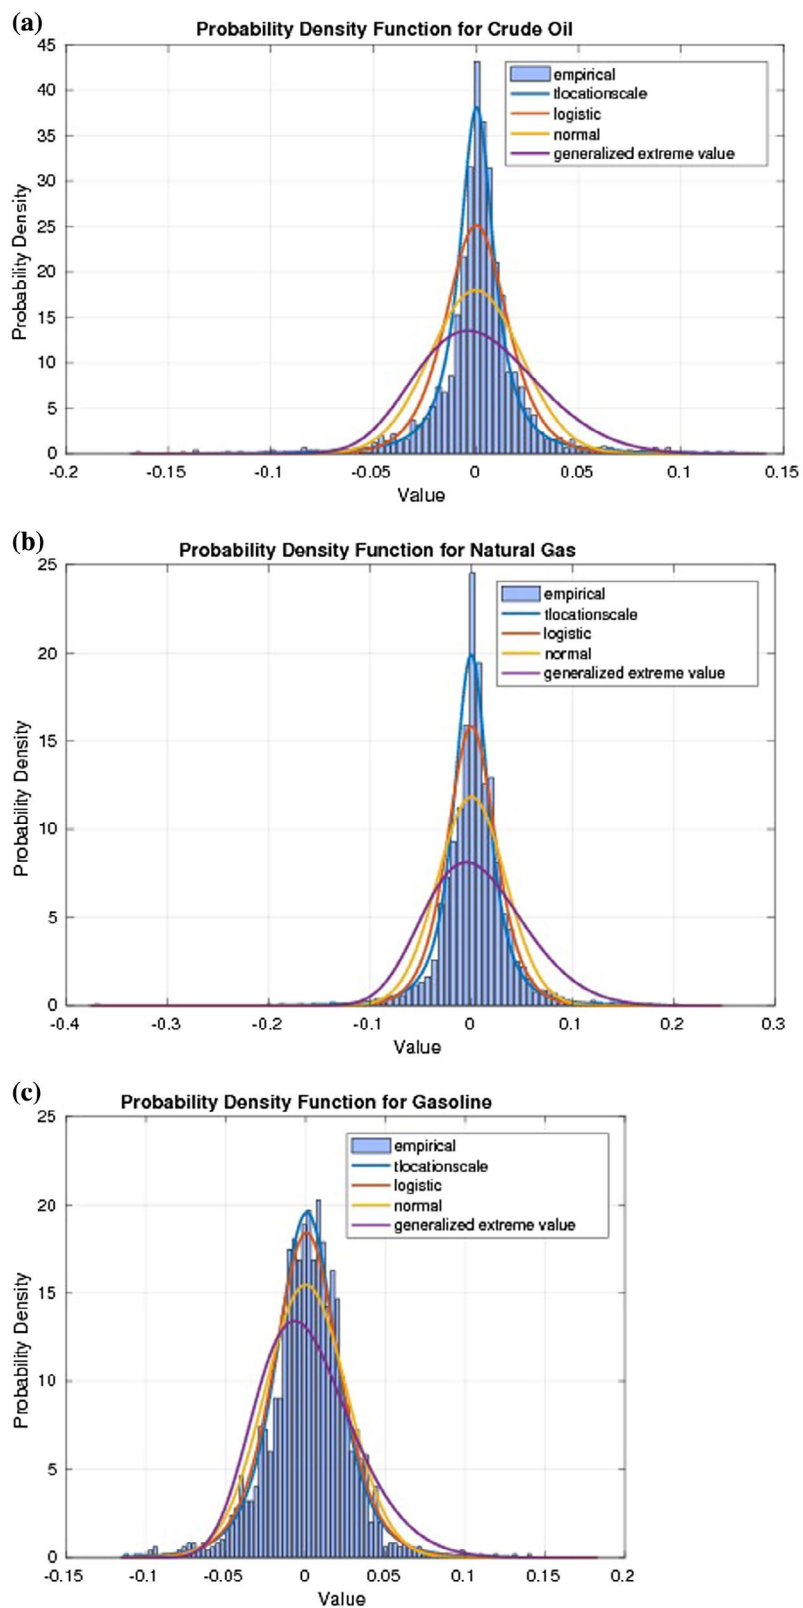 (a)
Probability Density Function for Crude Oil
45
40
35
30
25
20
15
10
5
0
Probability Density
empirical
tlocationscale
logistic
normal
generalized extreme value
-0.2 -0.15 -0.1 -0.05 0 0.05 0.1 0.15
Value
(b)
Probability Density Function for Natural Gas
25
20
15
10
5
0
Probability Density
empirical
tlocationscale
logistic
normal
generalized extreme value
-0.4 -0.3 -0.2 -0.1 0 0.1 0.2 0.3
Value
(c)
Probability Density Function for Gasoline
25
20
15
10
5
0
Probability Density
empirical
tlocationscale
logistic
normal
generalized extreme value
-0.15 -0.1 -0.05 0 0.05 0.1 0.15 0.2
Value